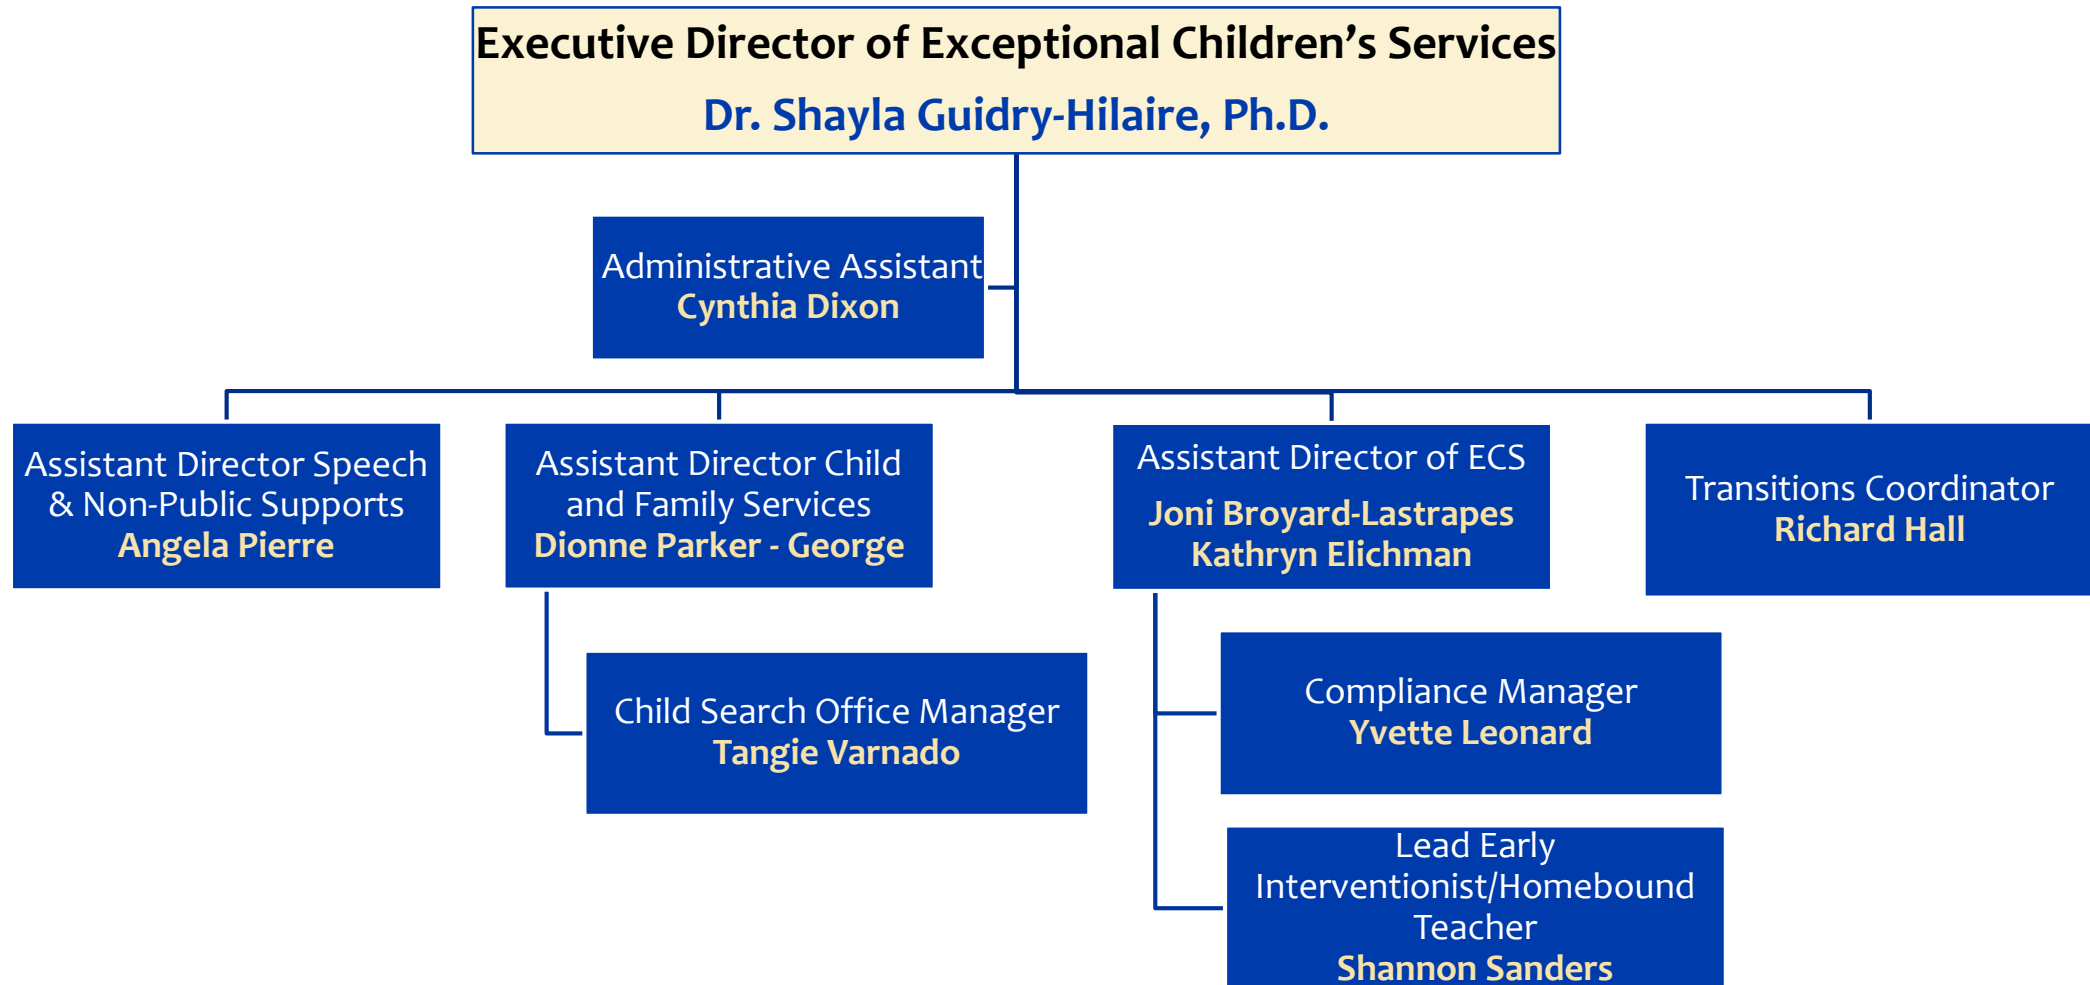 Executive Director of Exceptional Children’s Services
Dr. Shayla Guidry-Hilaire, Ph.D.
Administrative Assistant
Cynthia Dixon
Assistant Director Speech
& Non-Public Supports
Angela Pierre
Assistant Director Child
and Family Services
Dionne Parker - George
Assistant Director of ECS
Joni Broyard-Lastrapes
Kathryn Elichman
Transitions Coordinator
Richard Hall
Child Search Office Manager
Tangie Varnado
Compliance Manager
Yvette Leonard
Lead Early
Interventionist/Homebound
Teacher
Shannon Sanders